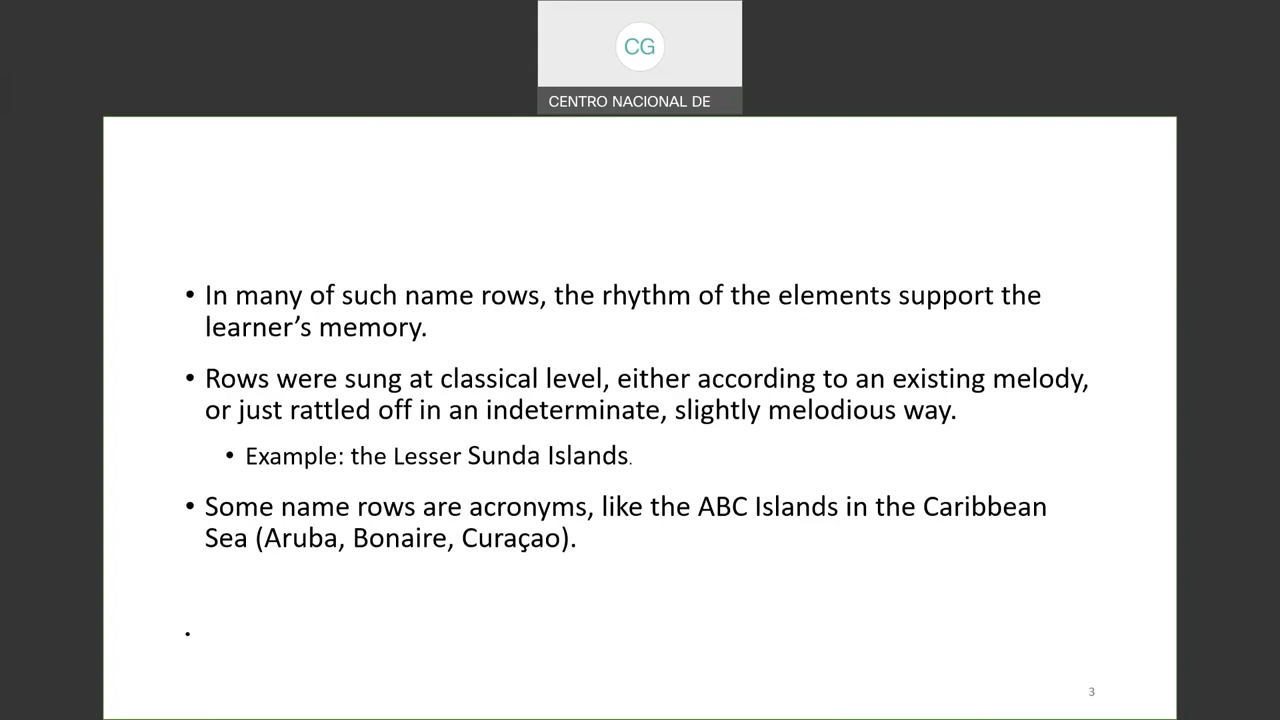 CG
CENTRO NACIONAL DE
• In many of such name rows, the rhythm of the elements support the
learner’s memory.
• Rows were sung at classical level, either according to an existing melody,
or just rattled off in an indeterminate, slightly melodious way.
• Example: the Lesser Sunda Islands.
• Some name rows are acronyms, like the ABC Islands in the Caribbean
Sea (Aruba, Bonaire, Curaçao).
•
3